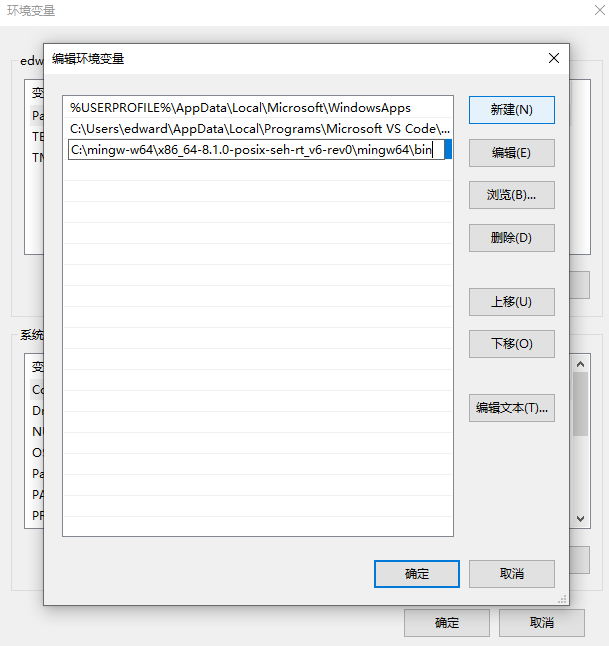 环境变量
edw
编辑环境变量
%USERPROFILE%\AppData\Local\Microsoft\WindowsApps
C:\Users\edward\AppData\Local\Programs\Microsoft VS Code\...
C:\mingw-w64\x86_64-8.1.0-posix-seh-rt_v6-rev0\mingw64\bin
新建(N)
编辑(E)
浏览(B)...
删除(D)
上移(U)
下移(O)
编辑文本(T)...
变
Pa
TE
TM
系统
变
Co
Dr
NU
OS
Pa
PA
PR
确定
取消
确定
取消